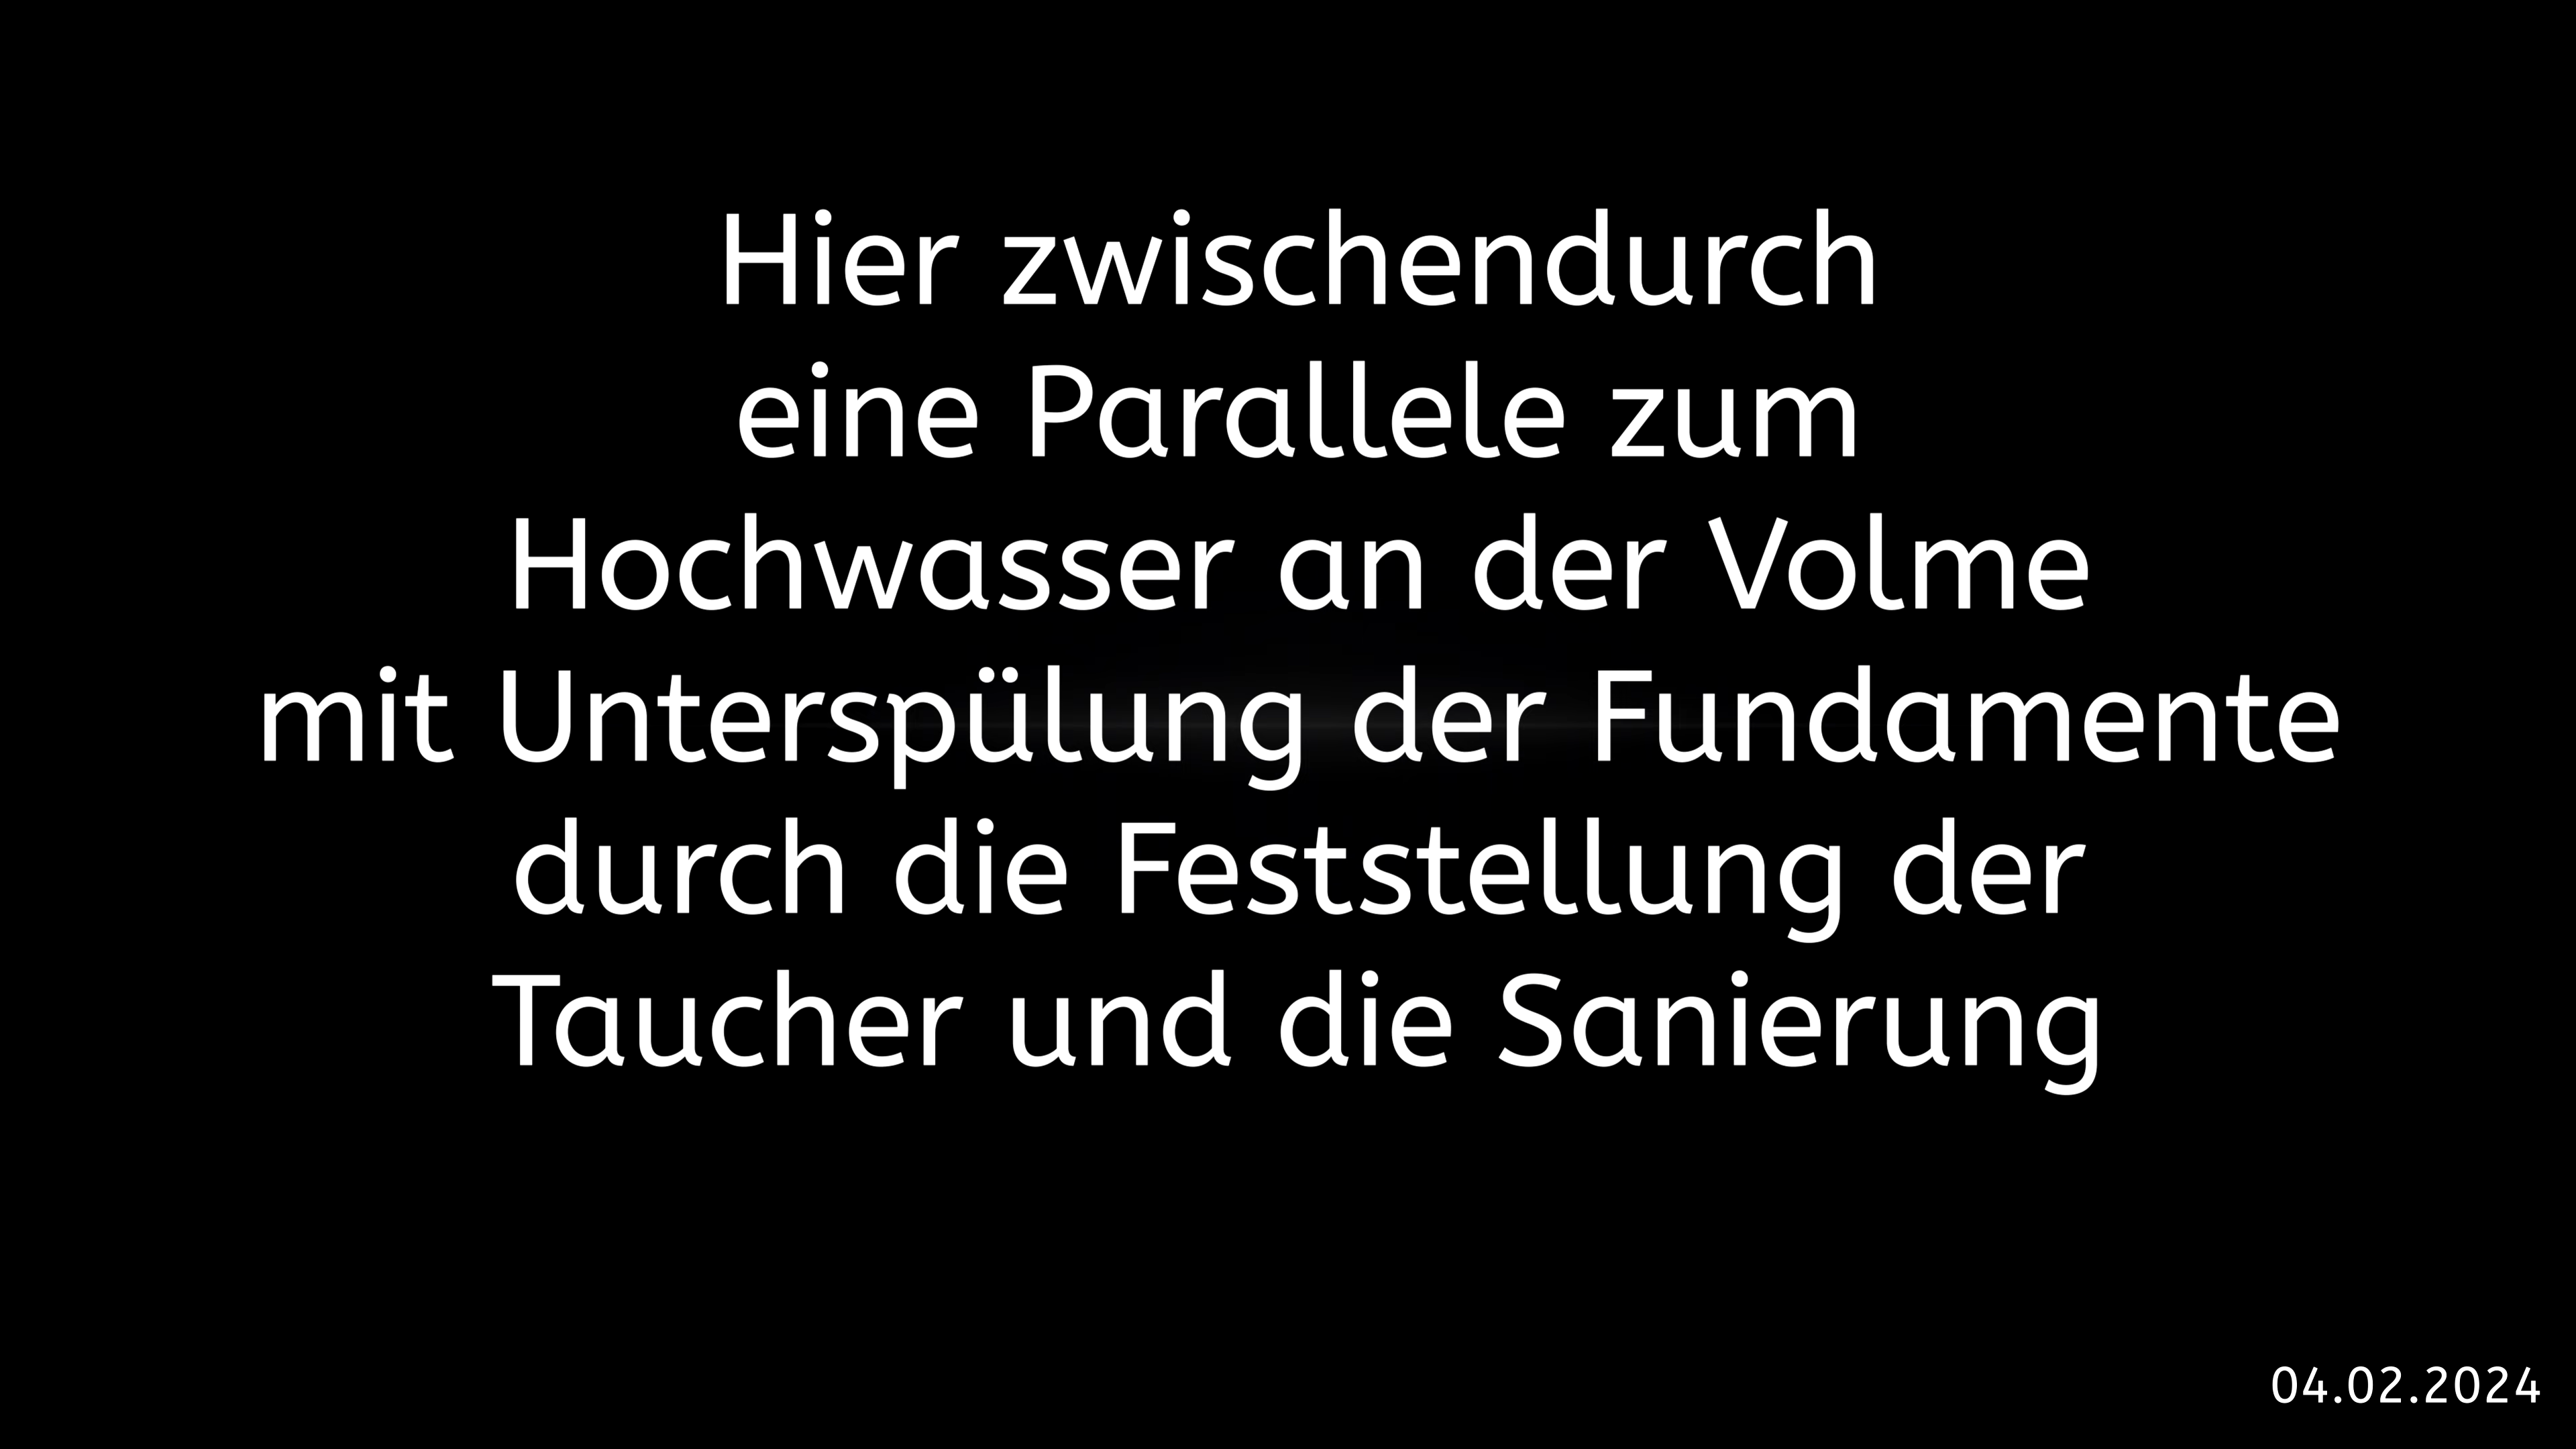 Hier zwischendurch
eine Parallele zum
Hochwasser an der Volme
mit Unterspülung der Fundamente
durch die Feststellung der
Taucher und die Sanierung
04.02.2024